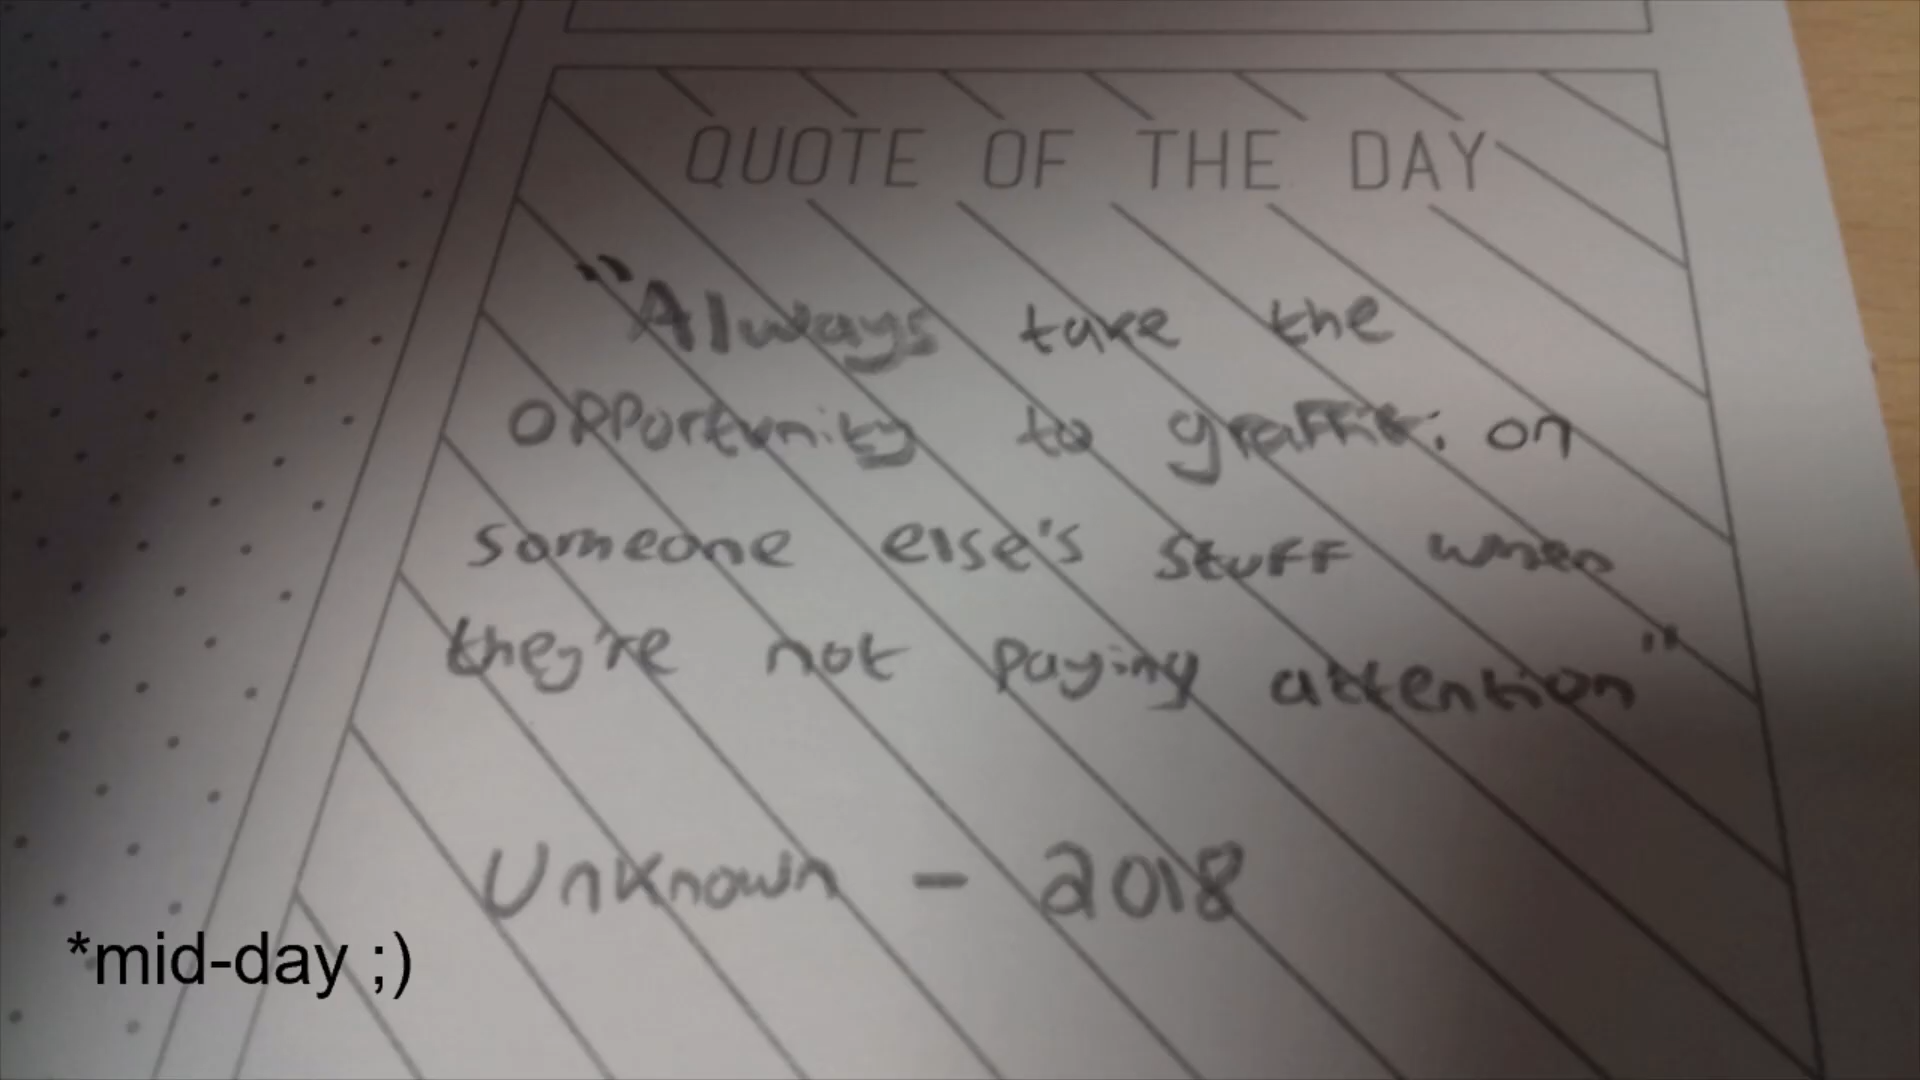 QUOTE OF THE DAY
"Always take the
opportunity to graffiti on
someone else's stuff when
they're not paying attention"
Unknown - 2018
*mid-day ;)